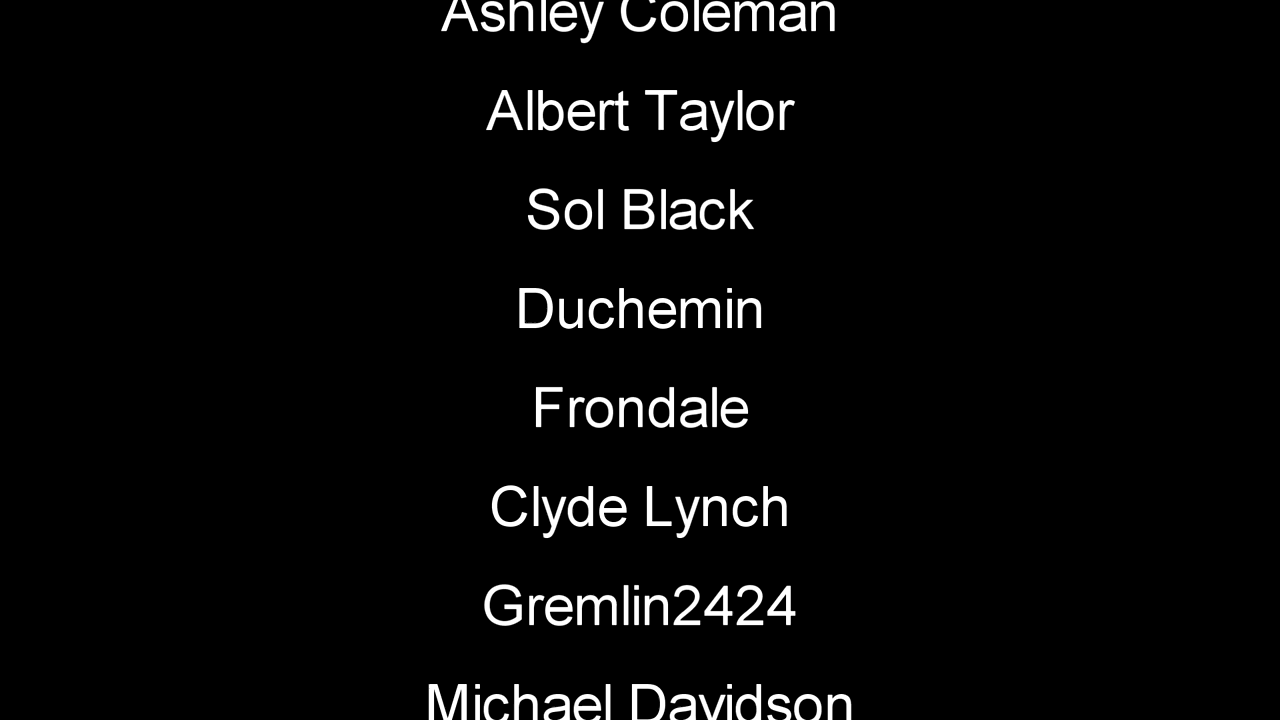 Ashley Coleman
Albert Taylor
Sol Black
Duchemin
Frondale
Clyde Lynch
Gremlin2424
Michael Davidson